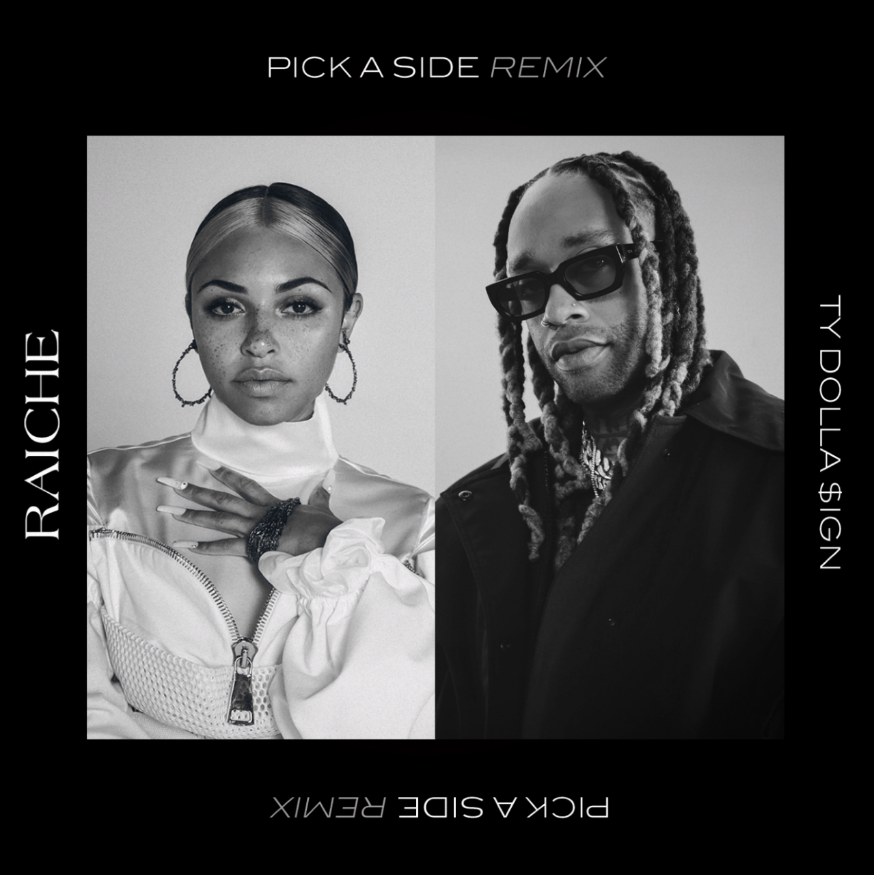 PICK A SIDE REMIX
RAICHE
TY DOLLA $IGN
PICK A SIDE REMIX